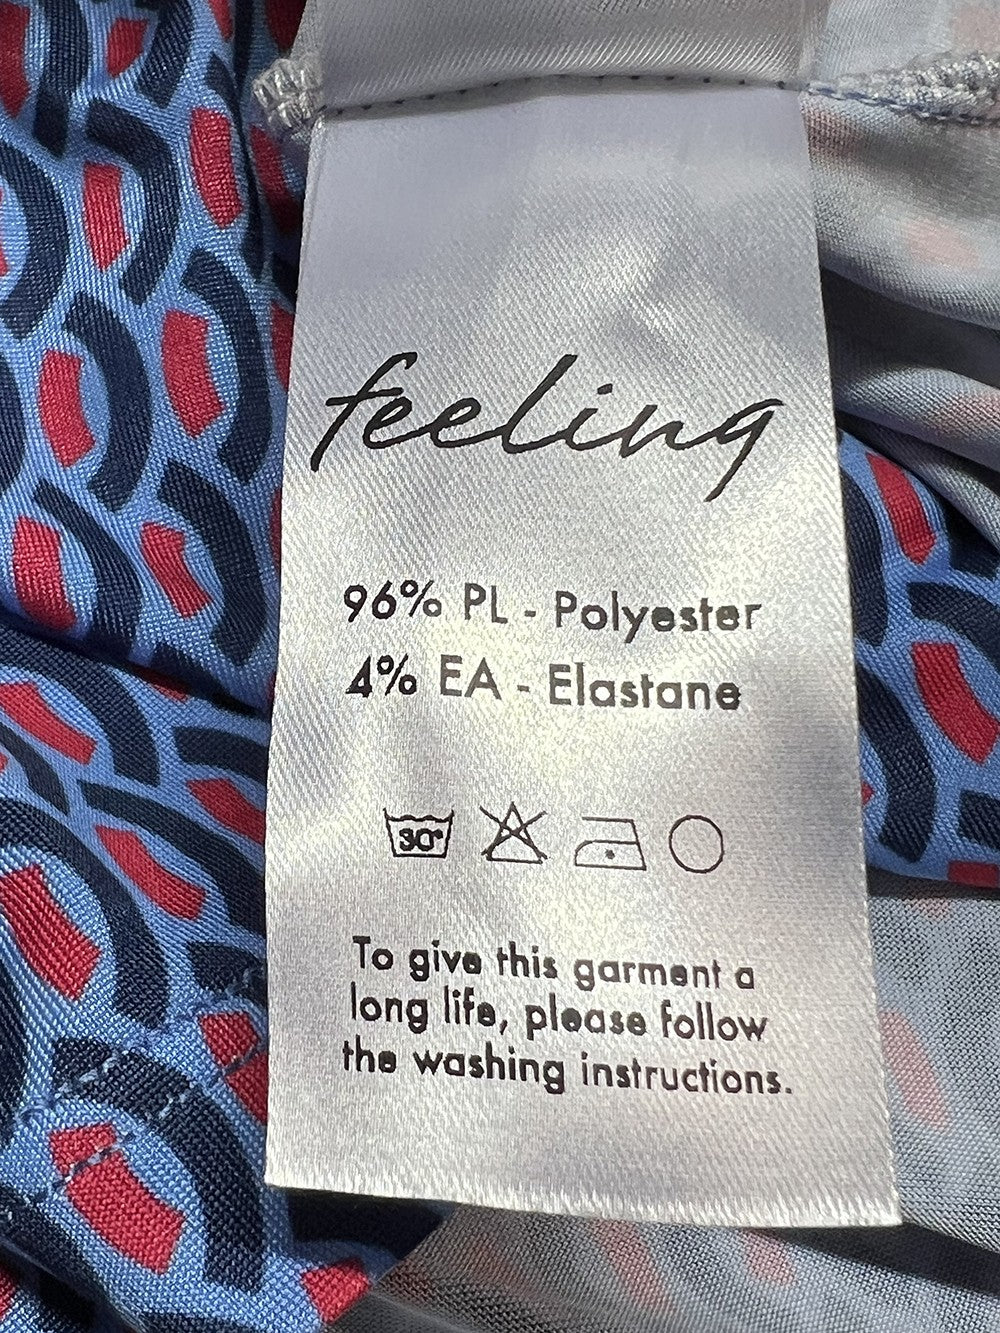 feeling
96% PL - Polyester
4% EA - Elastane
30°
To give this garment a
long life, please follow
the washing instructions.